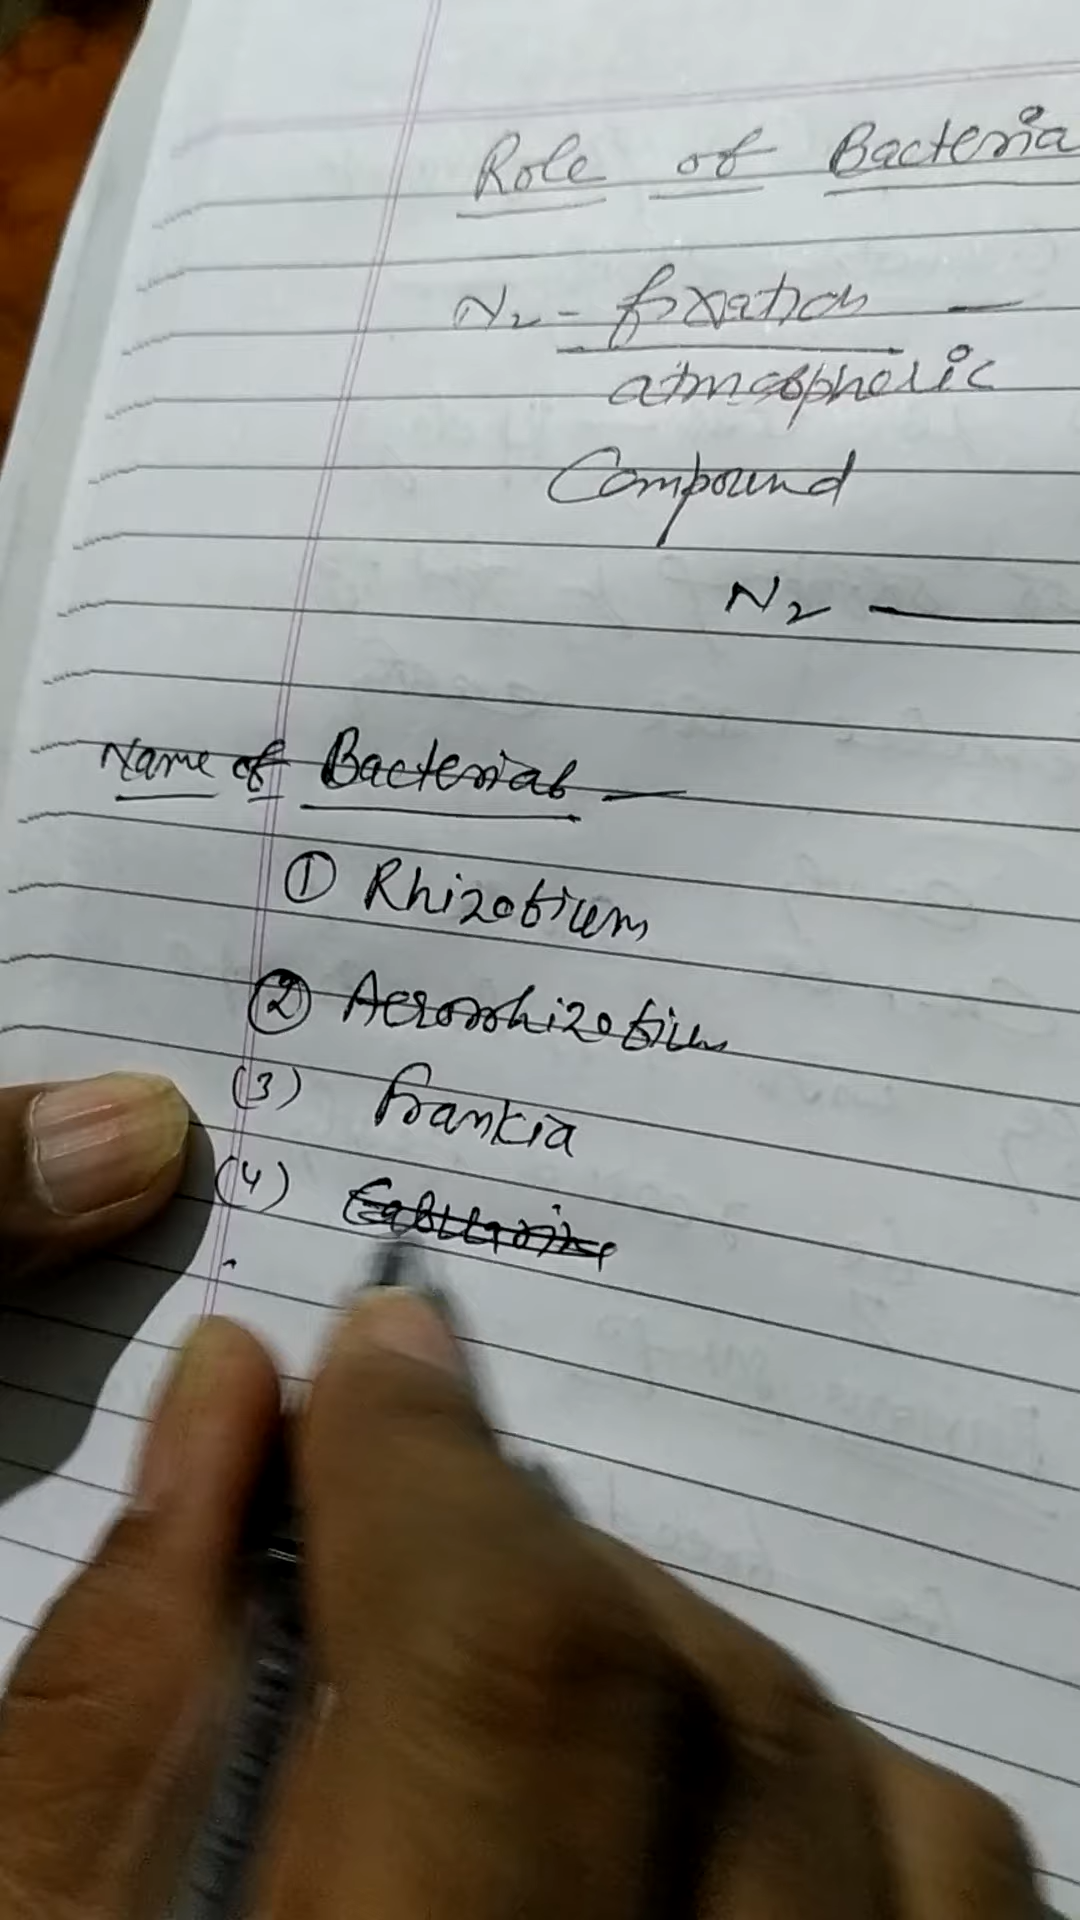 Role of Bacteria
N2 - fixation —
atmospheric
Compound
N2 —
Name of Bacterial —
① Rhizobium
② Aerorhizobium
(3) Frankia
(4)